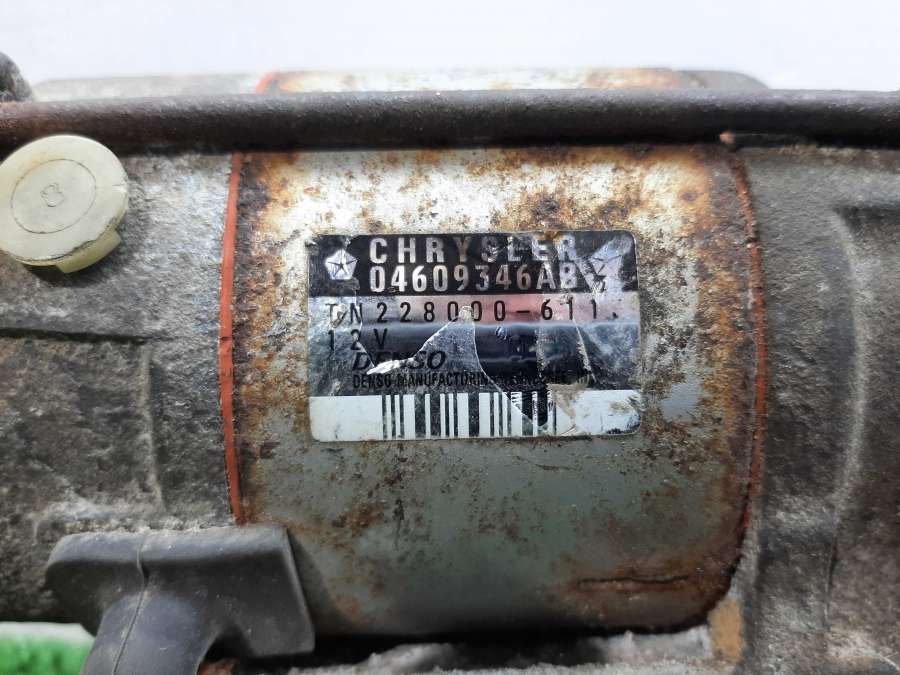 CHRYSLER
04609346AB
TN228000-611
12V
DENSO
DENSO MANUFACTURING